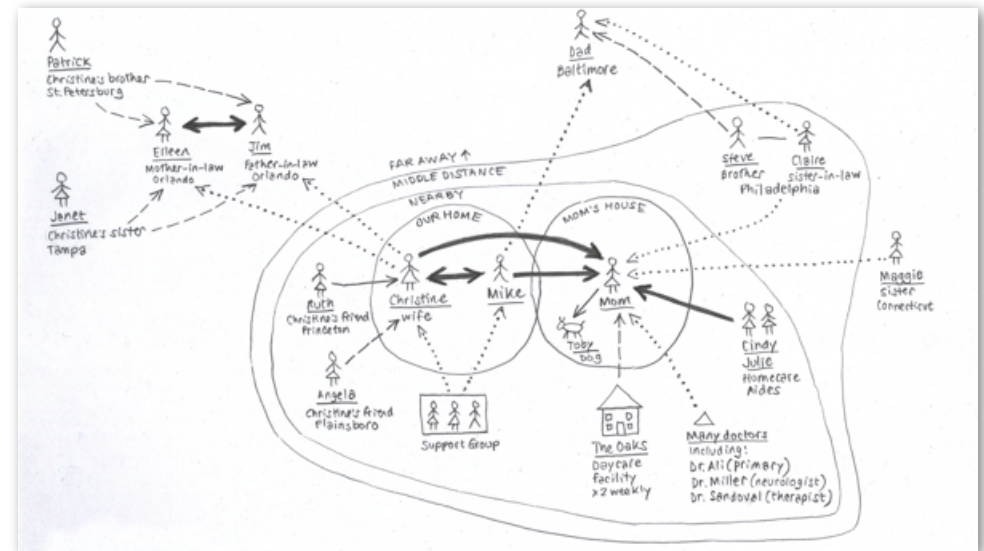 Patrick
Christina's brother
St. Petersburg
Eileen
Mother-in-law
Orlando
Jim
Father-in-law
Orlando
Janet
Christine's sister
Tampa
Dad
Baltimore
Steve
Brother
Claire
sister-in-law
Philadelphia
FAR AWAY ↑
MIDDLE DISTANCE
NEARBY
OUR HOME
MOM'S HOUSE
Maggie
Sister
Connecticut
Ruth
Christina's friend
Princeton
Christine
wife
Mike
Mom
Toby
Dog
Cindy
Julie
Homecare
Aides
Angela
Christina's friend
Plainsboro
Support Group
The Oaks
Daycare
facility
x2 weekly
Many doctors
including:
Dr. Ali (primary)
Dr. Miller (neurologist)
Dr. Sandoval (therapist)